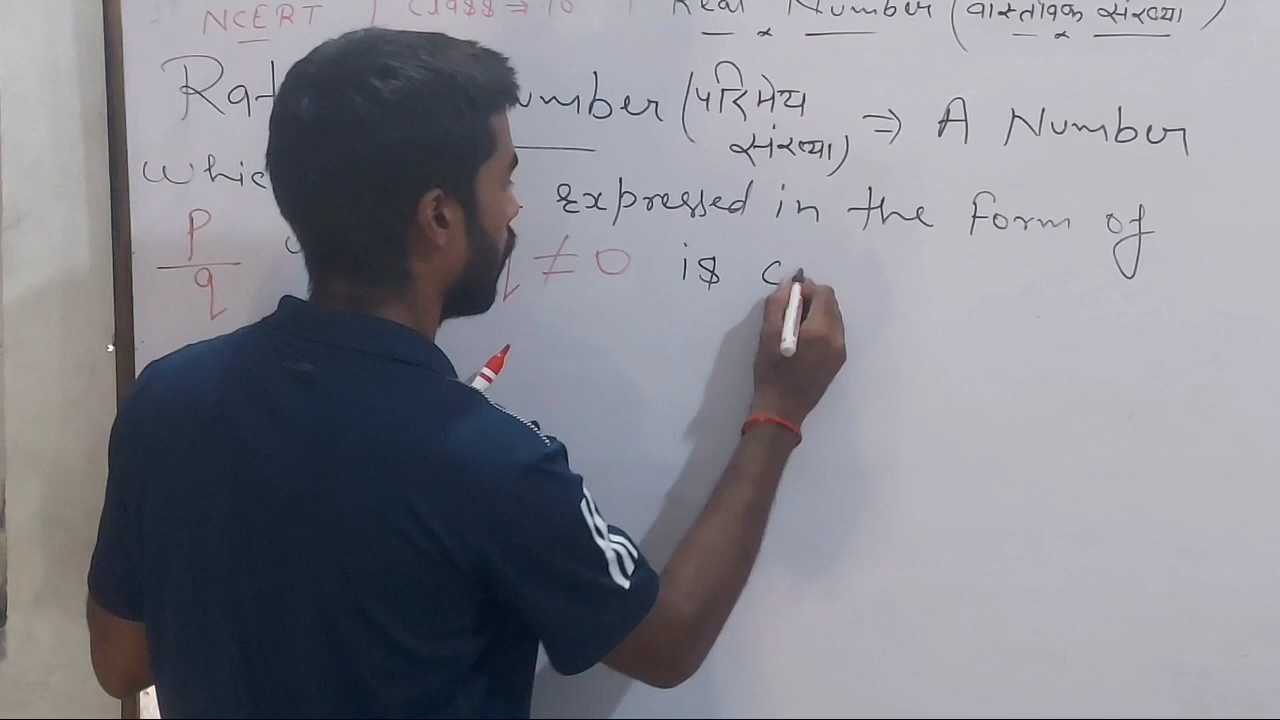 NCERT / Class ⇒ 10 / Real Number (वास्तविक संख्या)
Rat umber (परिमेय संख्या) ⇒ A Number
whic expressed in the form of
p/q q ≠ 0 is c